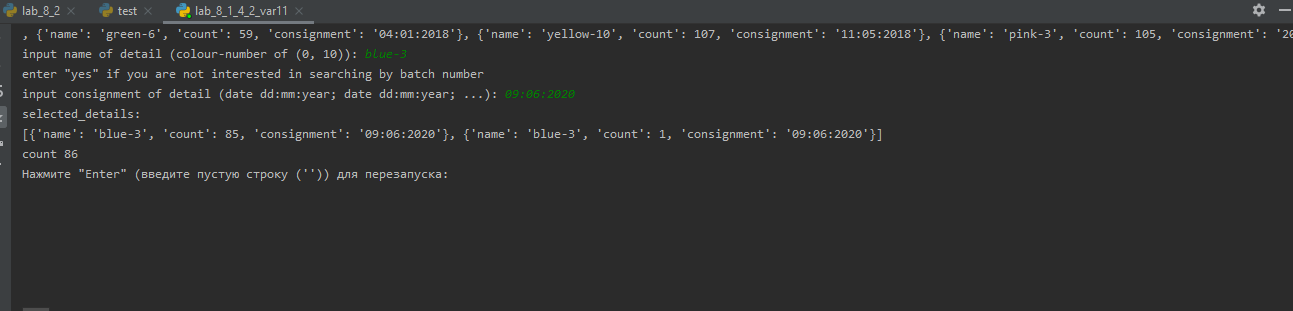 lab_8_2 test lab_8_1_4_2_var11
, {'name': 'green-6', 'count': 59, 'consignment': '04:01:2018'}, {'name': 'yellow-10', 'count': 107, 'consignment': '11:05:2018'}, {'name': 'pink-3', 'count': 105, 'consignment': '20
input name of detail (colour-number of (0, 10)): blue-3
enter "yes" if you are not interested in searching by batch number
input consignment of detail (date dd:mm:year; date dd:mm:year; ...): 09:06:2020
selected_details:
[{'name': 'blue-3', 'count': 85, 'consignment': '09:06:2020'}, {'name': 'blue-3', 'count': 1, 'consignment': '09:06:2020'}]
count 86
Нажмите "Enter" (введите пустую строку ('')) для перезапуска: